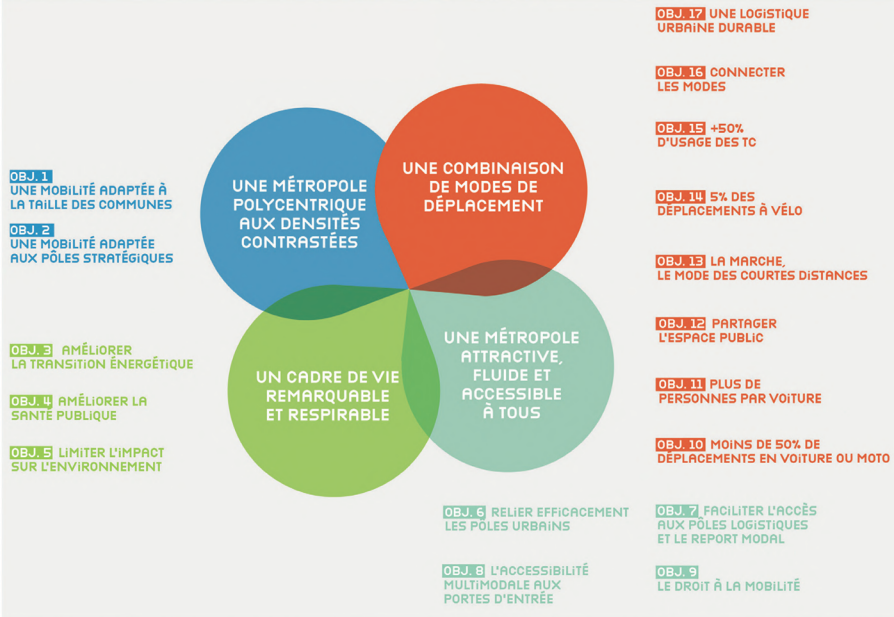 OBJ. 1
UNE MOBILITÉ ADAPTÉE À
LA TAILLE DES COMMUNES
OBJ. 2
UNE MOBILITÉ ADAPTÉE
AUX PÔLES STRATÉGIQUES
OBJ. 3 AMÉLIORER
LA TRANSITION ÉNERGÉTIQUE
OBJ. 4 AMÉLIORER LA
SANTÉ PUBLIQUE
OBJ. 5 LIMITER L'IMPACT
SUR L'ENVIRONNEMENT
UNE MÉTROPOLE
POLYCENTRIQUE
AUX DENSITÉS
CONTRASTÉES
UNE COMBINAISON
DE MODES DE
DÉPLACEMENT
UN CADRE DE VIE
REMARQUABLE
ET RESPIRABLE
UNE MÉTROPOLE
ATTRACTIVE,
FLUIDE ET
ACCESSIBLE
À TOUS
OBJ. 17 UNE LOGISTIQUE
URBAINE DURABLE
OBJ. 16 CONNECTER
LES MODES
OBJ. 15 +50%
D'USAGE DES TC
OBJ. 14 5% DES
DÉPLACEMENTS À VÉLO
OBJ. 13 LA MARCHE,
LE MODE DES COURTES DISTANCES
OBJ. 12 PARTAGER
L'ESPACE PUBLIC
OBJ. 11 PLUS DE
PERSONNES PAR VOITURE
OBJ. 10 MOINS DE 50% DE
DÉPLACEMENTS EN VOITURE OU MOTO
OBJ. 6 RELIER EFFICACEMENT
LES PÔLES URBAINS
OBJ. 7 FACILITER L'ACCÈS
AUX PÔLES LOGISTIQUES
ET LE REPORT MODAL
OBJ. 8 L'ACCESSIBILITÉ
MULTIMODALE AUX
PORTES D'ENTRÉE
OBJ. 9
LE DROIT À LA MOBILITÉ